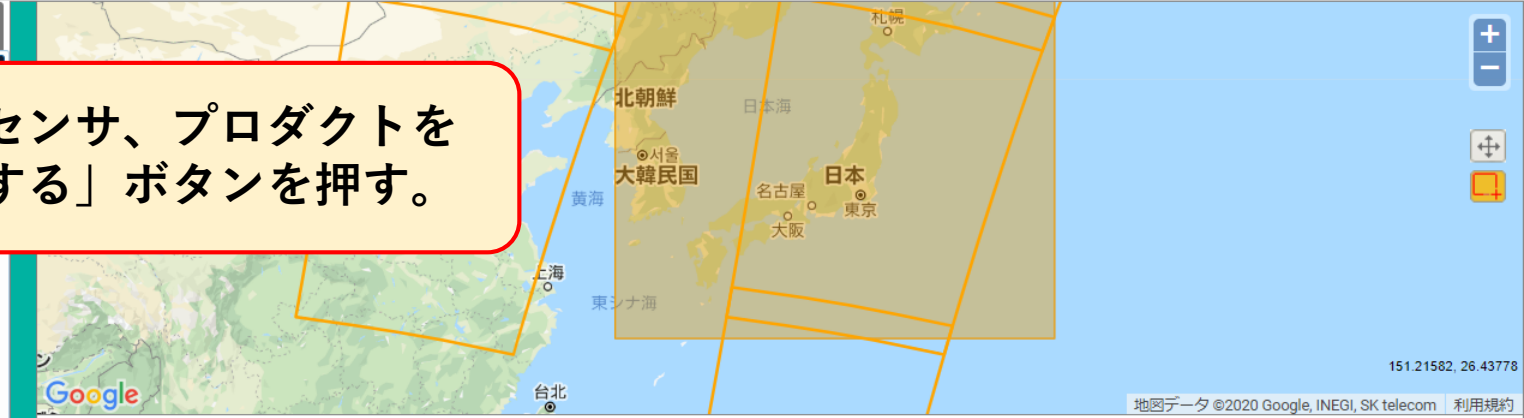 札幌
+
−
北朝鮮
日本海
センサ、プロダクトを
する」ボタンを押す。
서울
大韓民国
日本
名古屋
東京
黄海
大阪
上海
東シナ海
151.21582, 26.43778
Google
台北
地図データ ©2020 Google, INEGI, SK telecom
利用規約